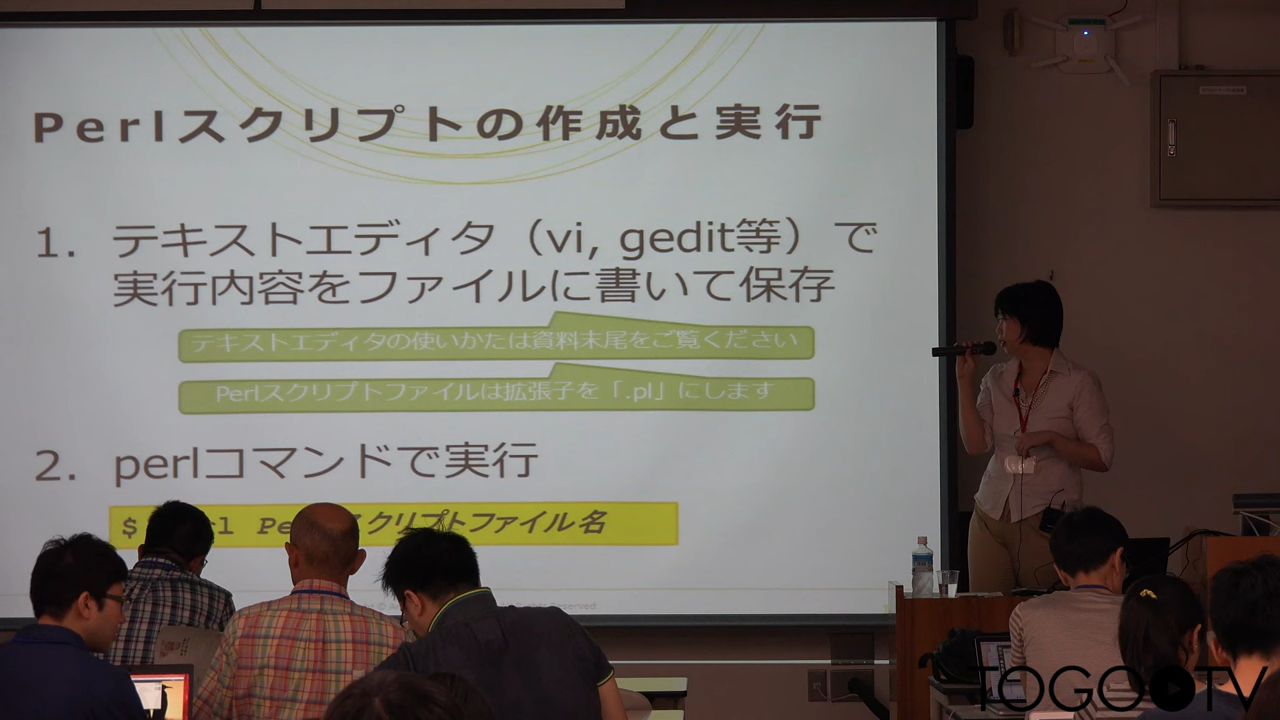 Perlスクリプトの作成と実行
1. テキストエディタ（vi, gedit等）で
実行内容をファイルに書いて保存
テキストエディタの使いかたは資料末尾をご覧ください
Perlスクリプトファイルは拡張子を「.pl」にします
2. perlコマンドで実行
$ l Pe クリプトファイル名
Reserved
TOGOTV